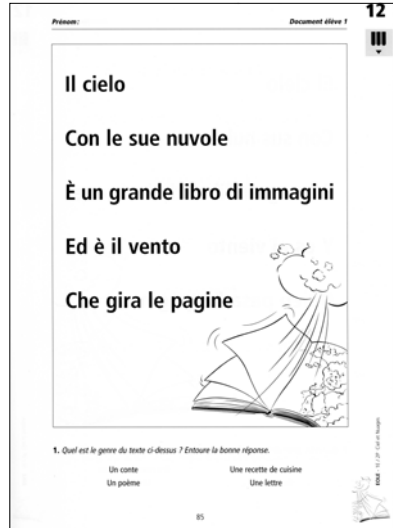 Prénom:
Document élève 1
12
Il cielo
Con le sue nuvole
È un grande libro di immagini
Ed è il vento
Che gira le pagine
1. Quel est le genre du texte ci-dessus ? Entoure la bonne réponse.
Un conte
Une recette de cuisine
Un poème
Une lettre
85